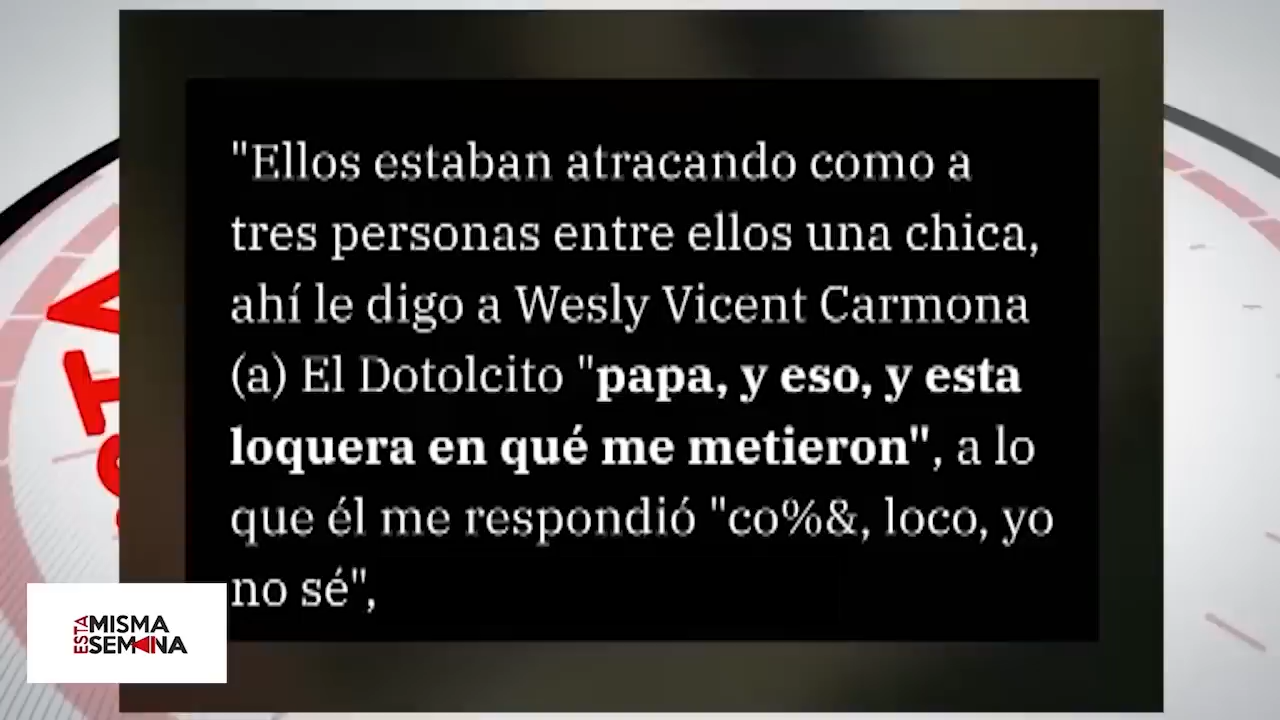 "Ellos estaban atracando como a
tres personas entre ellos una chica,
ahí le digo a Wesly Vicent Carmona
(a) El Dotolcito "papa, y eso, y esta
loquera en qué me metieron", a lo
que él me respondió "co%&, loco, yo
no sé",
ESTA
MISMA
SEMANA